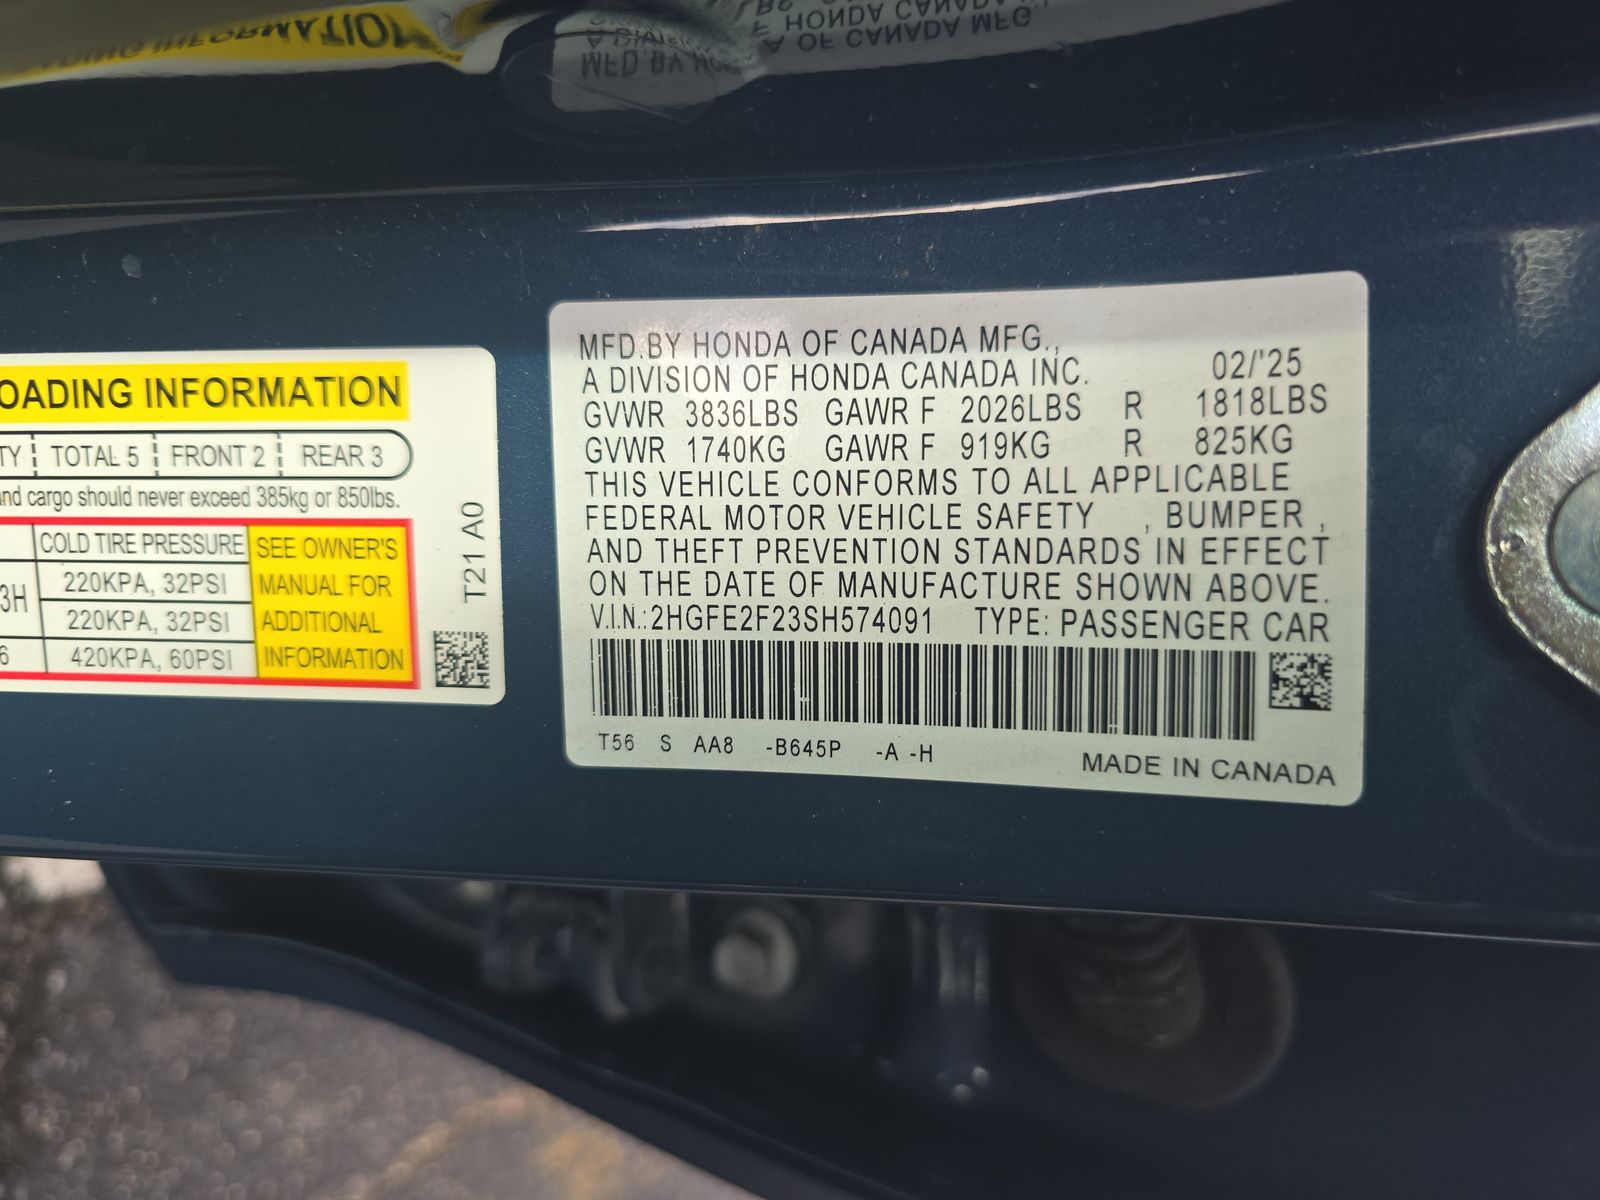 OADING INFORMATION
TY TOTAL 5 FRONT 2 REAR 3
and cargo should never exceed 385kg or 850lbs.
COLD TIRE PRESSURE
3H 220KPA, 32PSI
220KPA, 32PSI
6 420KPA, 60PSI
SEE OWNER'S
MANUAL FOR
ADDITIONAL
INFORMATION
T21 A0
MFD.BY HONDA OF CANADA MFG.,
A DIVISION OF HONDA CANADA INC. 02/'25
GVWR 3836LBS GAWR F 2026LBS R 1818LBS
GVWR 1740KG GAWR F 919KG R 825KG
THIS VEHICLE CONFORMS TO ALL APPLICABLE
FEDERAL MOTOR VEHICLE SAFETY , BUMPER ,
AND THEFT PREVENTION STANDARDS IN EFFECT
ON THE DATE OF MANUFACTURE SHOWN ABOVE.
V.I.N.:2HGFE2F23SH574091 TYPE: PASSENGER CAR
T56 S AA8 -B645P -A -H
MADE IN CANADA